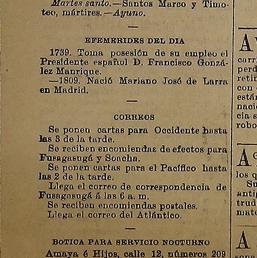 Martes santo.—Santos Marco y Timo-
teo, mártires.—Ayuno.
EFEMERIDES DEL DIA
1739. Toma posesión de su empleo el
Presidente español D. Francisco Gonzá-
lez Manrique.
—1809. Nació Mariano José de Larra
en Madrid.
CORREOS
Se ponen cartas para Occidente hasta
las 3 de la tarde.
Se reciben encomiendas de efectos para
Fusagasugá y Soacha.
Se ponen cartas para el Pacífico hasta
las 2 de la tarde.
Llega el correo de correspondencia de
Fusagasugá á las 6 a. m.
Se reciben encomiendas postales.
Llega el correo del Atlántico.
BOTICA PARA SERVICIO NOCTURNO
Amaya é Hijos, calle 12, números 209